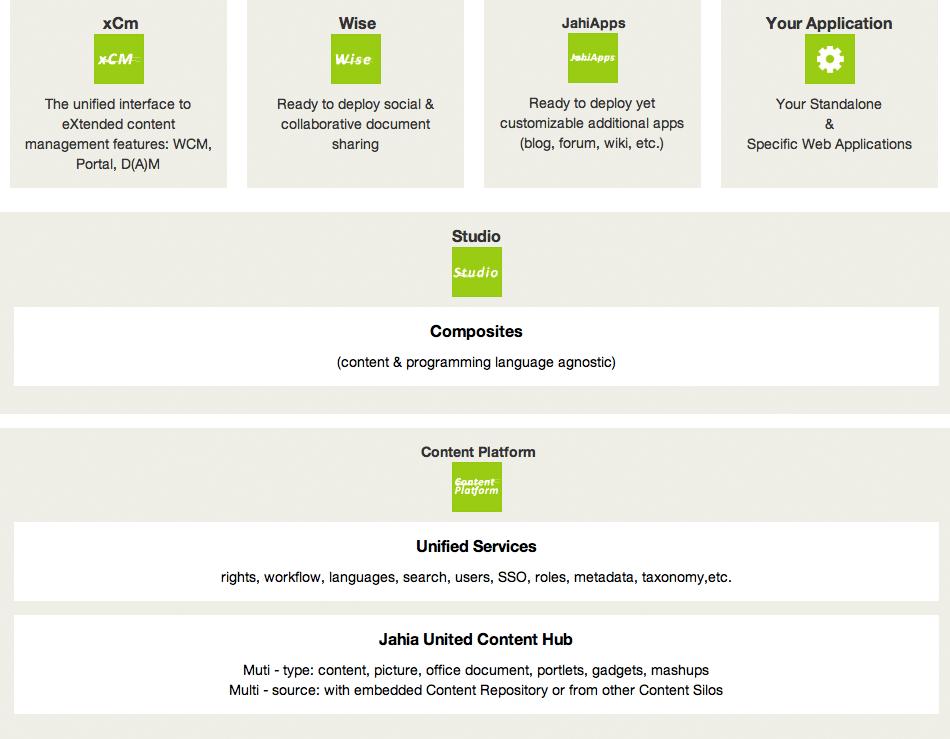 xCm
xCM
The unified interface to
eXtended content
management features: WCM,
Portal, D(A)M
Wise
Wise
Ready to deploy social &
collaborative document
sharing
JahiApps
JahiApps
Ready to deploy yet
customizable additional apps
(blog, forum, wiki, etc.)
Your Application
Your Standalone
&
Specific Web Applications
Studio
Studio
Composites
(content & programming language agnostic)
Content Platform
Content
Platform
Unified Services
rights, workflow, languages, search, users, SSO, roles, metadata, taxonomy,etc.
Jahia United Content Hub
Muti - type: content, picture, office document, portlets, gadgets, mashups
Multi - source: with embedded Content Repository or from other Content Silos